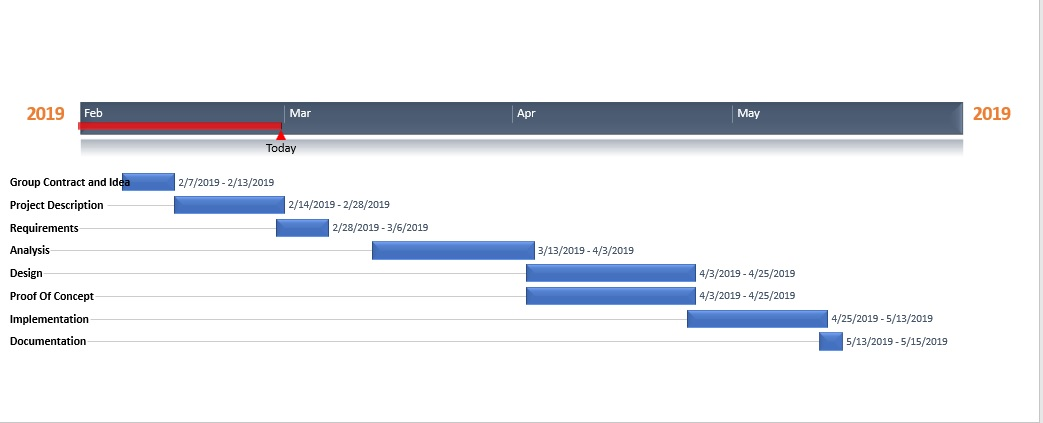 2019 Feb Mar Apr May 2019
Today
Group Contract and Idea 2/7/2019 - 2/13/2019
Project Description 2/14/2019 - 2/28/2019
Requirements 2/28/2019 - 3/6/2019
Analysis 3/13/2019 - 4/3/2019
Design 4/3/2019 - 4/25/2019
Proof Of Concept 4/3/2019 - 4/25/2019
Implementation 4/25/2019 - 5/13/2019
Documentation 5/13/2019 - 5/15/2019